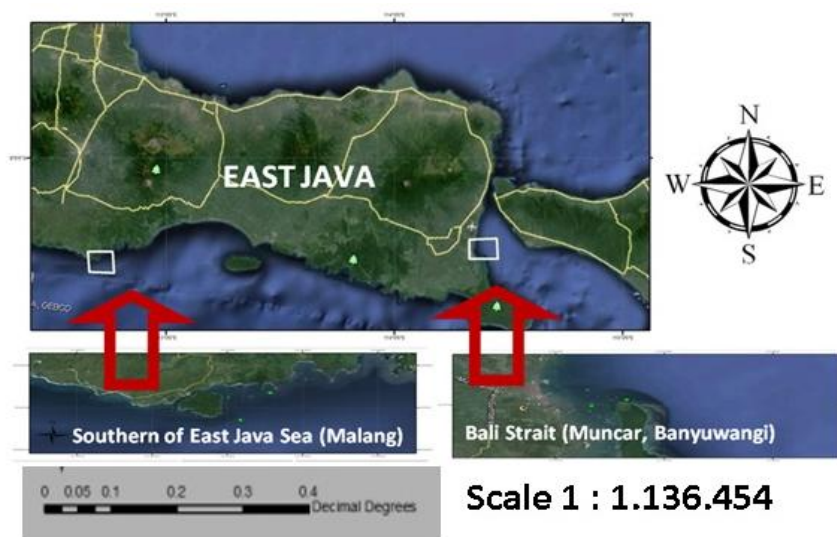 N
EAST JAVA
W E
S
, GEBCO
Southern of East Java Sea (Malang)
Bali Strait (Muncar, Banyuwangi)
0 0.05 0.1 0.2 0.3 0.4
Decimal Degrees
Scale 1 : 1.136.454